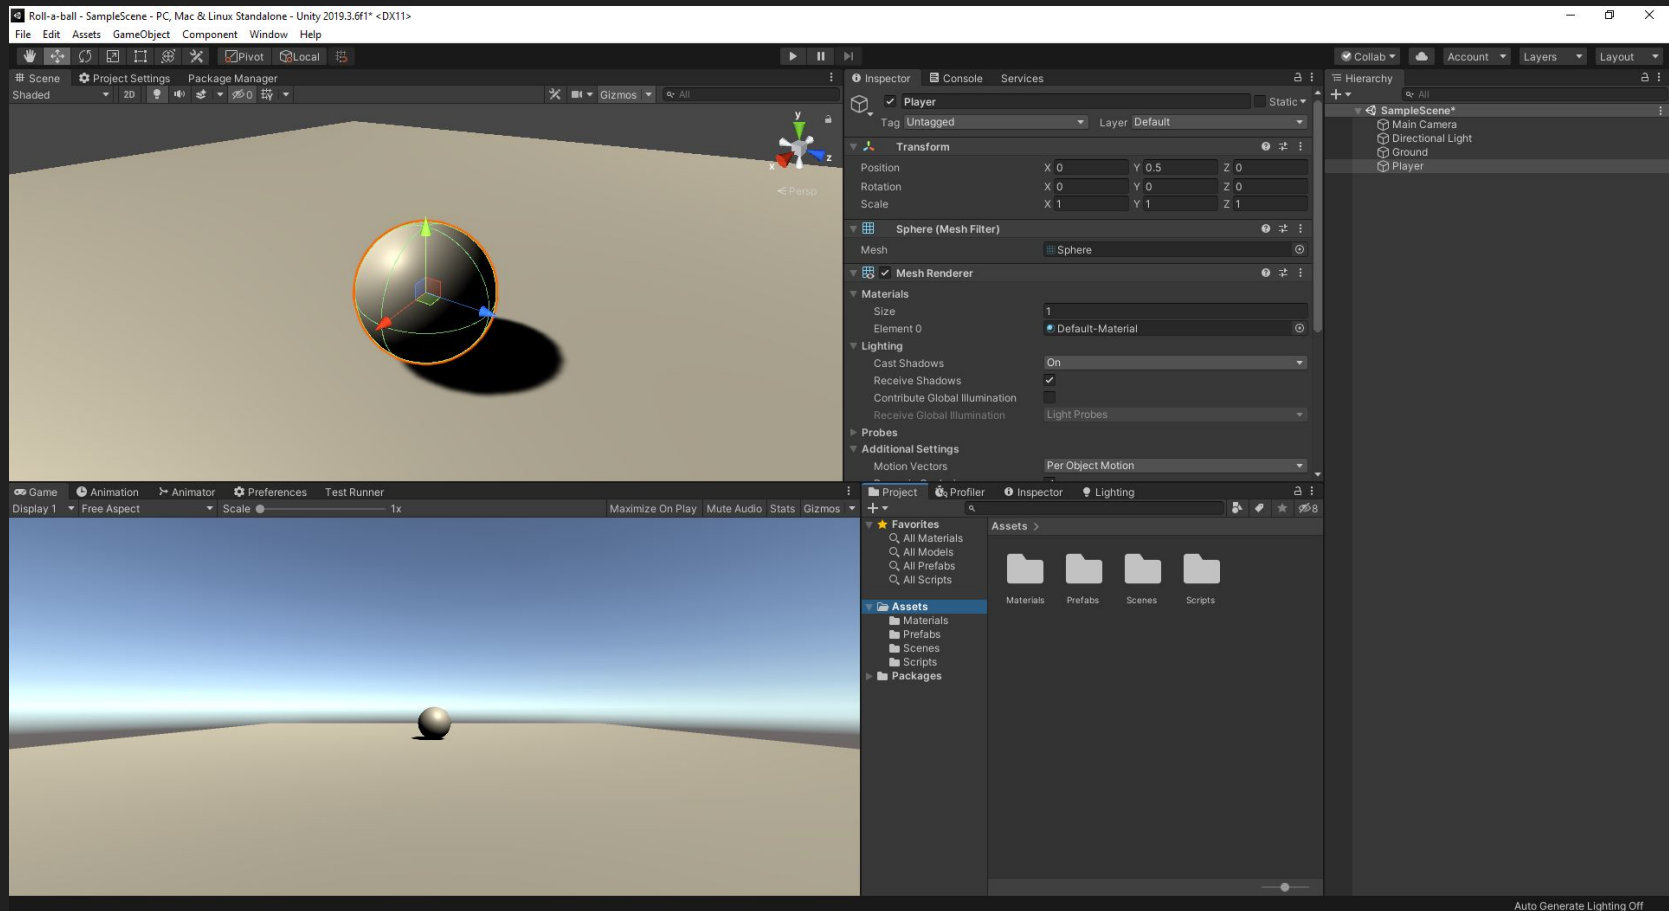 Roll-a-ball - SampleScene - PC, Mac & Linux Standalone - Unity 2019.3.6f1* <DX11>
File Edit Assets GameObject Component Window Help
Pivot Local
Collab Account Layers Layout
Scene Project Settings Package Manager
Shaded 2D 0 Gizmos All
y
x z
Persp
Inspector Console Services
Player Static
Tag Untagged Layer Default
Transform
Position X 0 Y 0.5 Z 0
Rotation X 0 Y 0 Z 0
Scale X 1 Y 1 Z 1
Sphere (Mesh Filter)
Mesh Sphere
Mesh Renderer
Materials
Size 1
Element 0 Default-Material
Lighting
Cast Shadows On
Receive Shadows
Contribute Global Illumination
Receive Global Illumination Light Probes
Probes
Additional Settings
Motion Vectors Per Object Motion
Hierarchy
All
SampleScene*
Main Camera
Directional Light
Ground
Player
Game Animation Animator Preferences Test Runner
Display 1 Free Aspect Scale 1x Maximize On Play Mute Audio Stats Gizmos
Project Profiler Inspector Lighting
8
Favorites
All Materials
All Models
All Prefabs
All Scripts
Assets
Materials
Prefabs
Scenes
Scripts
Packages
Assets >
Materials Prefabs Scenes Scripts
Auto Generate Lighting Off